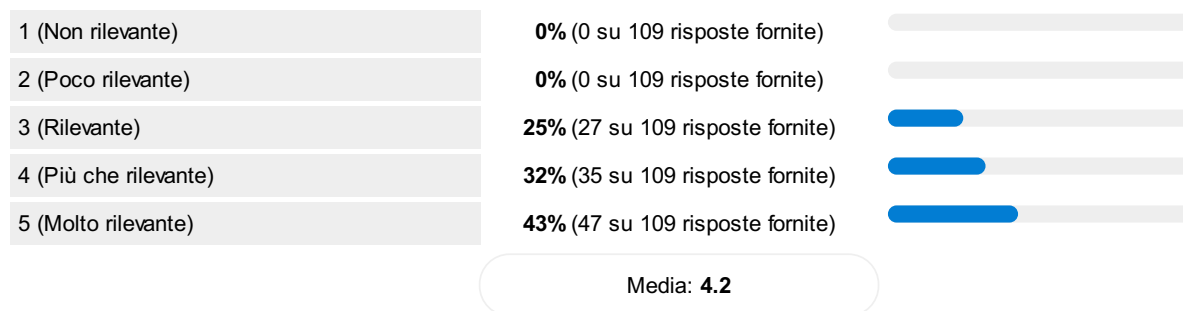 1 (Non rilevante) 0% (0 su 109 risposte fornite)
2 (Poco rilevante) 0% (0 su 109 risposte fornite)
3 (Rilevante) 25% (27 su 109 risposte fornite)
4 (Più che rilevante) 32% (35 su 109 risposte fornite)
5 (Molto rilevante) 43% (47 su 109 risposte fornite)
Media: 4.2